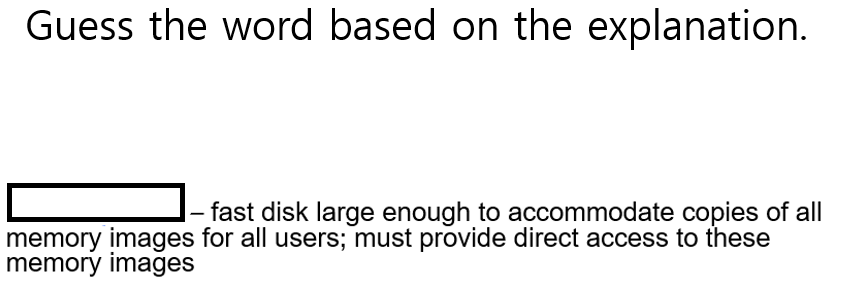 Guess the word based on the explanation.
– fast disk large enough to accommodate copies of all
memory images for all users; must provide direct access to these
memory images